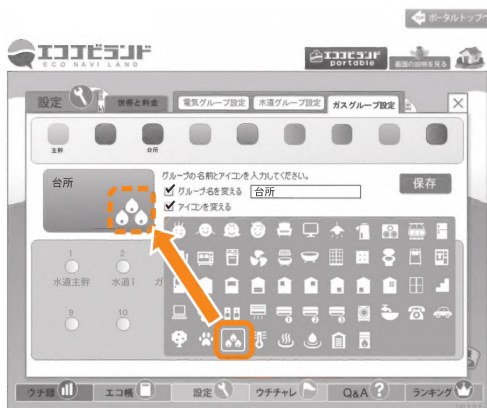 ポータルトップへ
エココナビランド
ECO NAVI LAND
portable
画面の説明を見る
設定
世帯と料金
電気グループ設定
水道グループ設定
ガスグループ設定
主幹
台所
グループの名前とアイコンを入力してください。
台所
グループ名を変える
台所
保存
アイコンを変える
1
2
水道主幹
水道1
ガ
9
10
ウチ録
エコ帳
設定
ウチチャレ
Q&A
ランキング